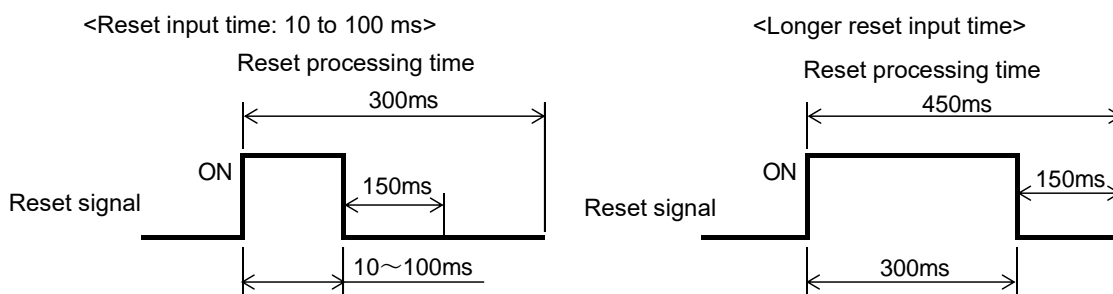 <Reset input time: 10 to 100 ms>
Reset processing time
300ms
ON
150ms
Reset signal
10～100ms
<Longer reset input time>
Reset processing time
450ms
ON
150ms
Reset signal
300ms